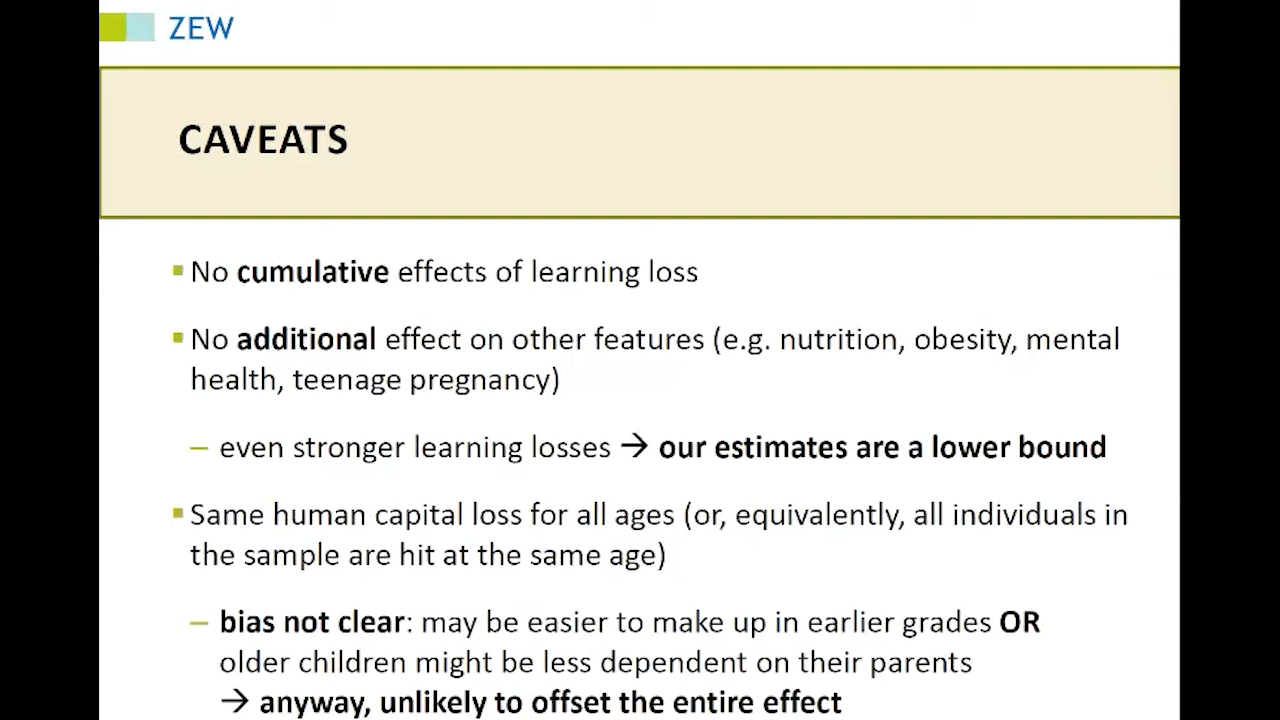 ZEW
CAVEATS
▪ No cumulative effects of learning loss
▪ No additional effect on other features (e.g. nutrition, obesity, mental
health, teenage pregnancy)
– even stronger learning losses → our estimates are a lower bound
▪ Same human capital loss for all ages (or, equivalently, all individuals in
the sample are hit at the same age)
– bias not clear: may be easier to make up in earlier grades OR
older children might be less dependent on their parents
→ anyway, unlikely to offset the entire effect